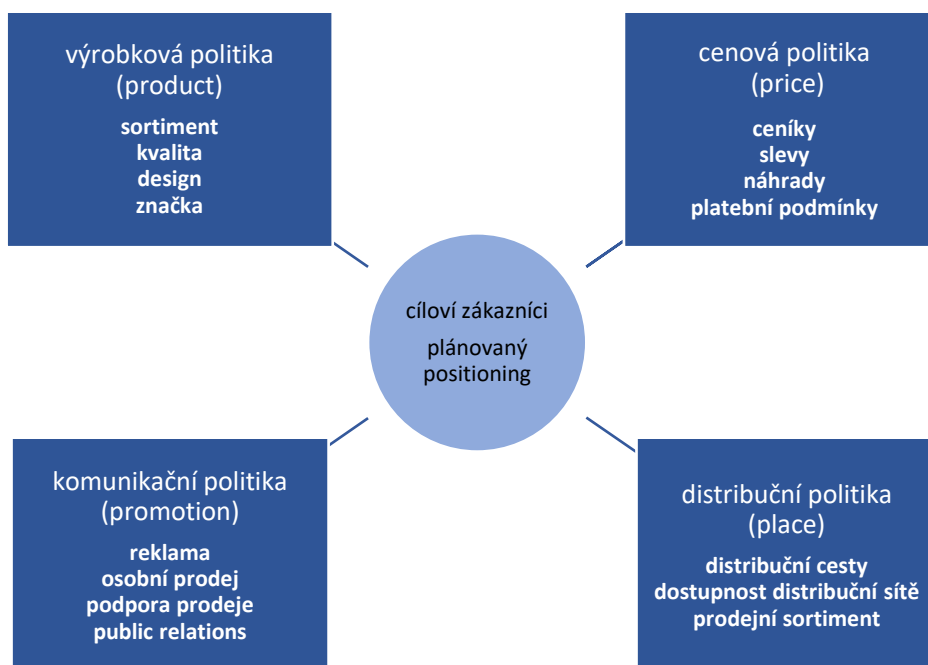 výrobková politika
(product)
sortiment
kvalita
design
značka
cenová politika
(price)
ceníky
slevy
náhrady
platební podmínky
cíloví zákazníci
plánovaný
positioning
komunikační politika
(promotion)
reklama
osobní prodej
podpora prodeje
public relations
distribuční politika
(place)
distribuční cesty
dostupnost distribuční sítě
prodejní sortiment